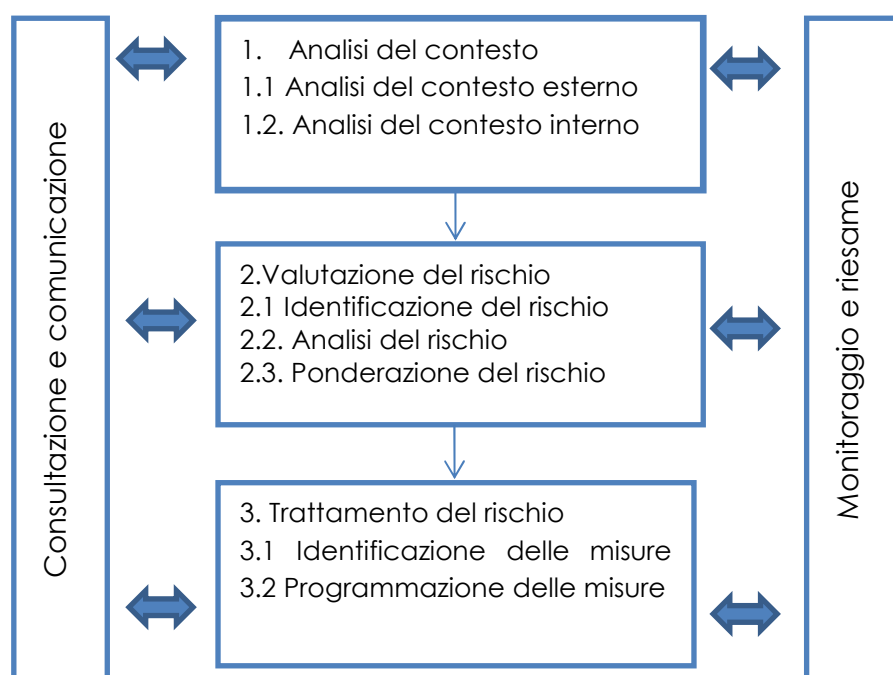 Consultazione e comunicazione
1. Analisi del contesto
1.1 Analisi del contesto esterno
1.2. Analisi del contesto interno
2.Valutazione del rischio
2.1 Identificazione del rischio
2.2. Analisi del rischio
2.3. Ponderazione del rischio
3. Trattamento del rischio
3.1 Identificazione delle misure
3.2 Programmazione delle misure
Monitoraggio e riesame